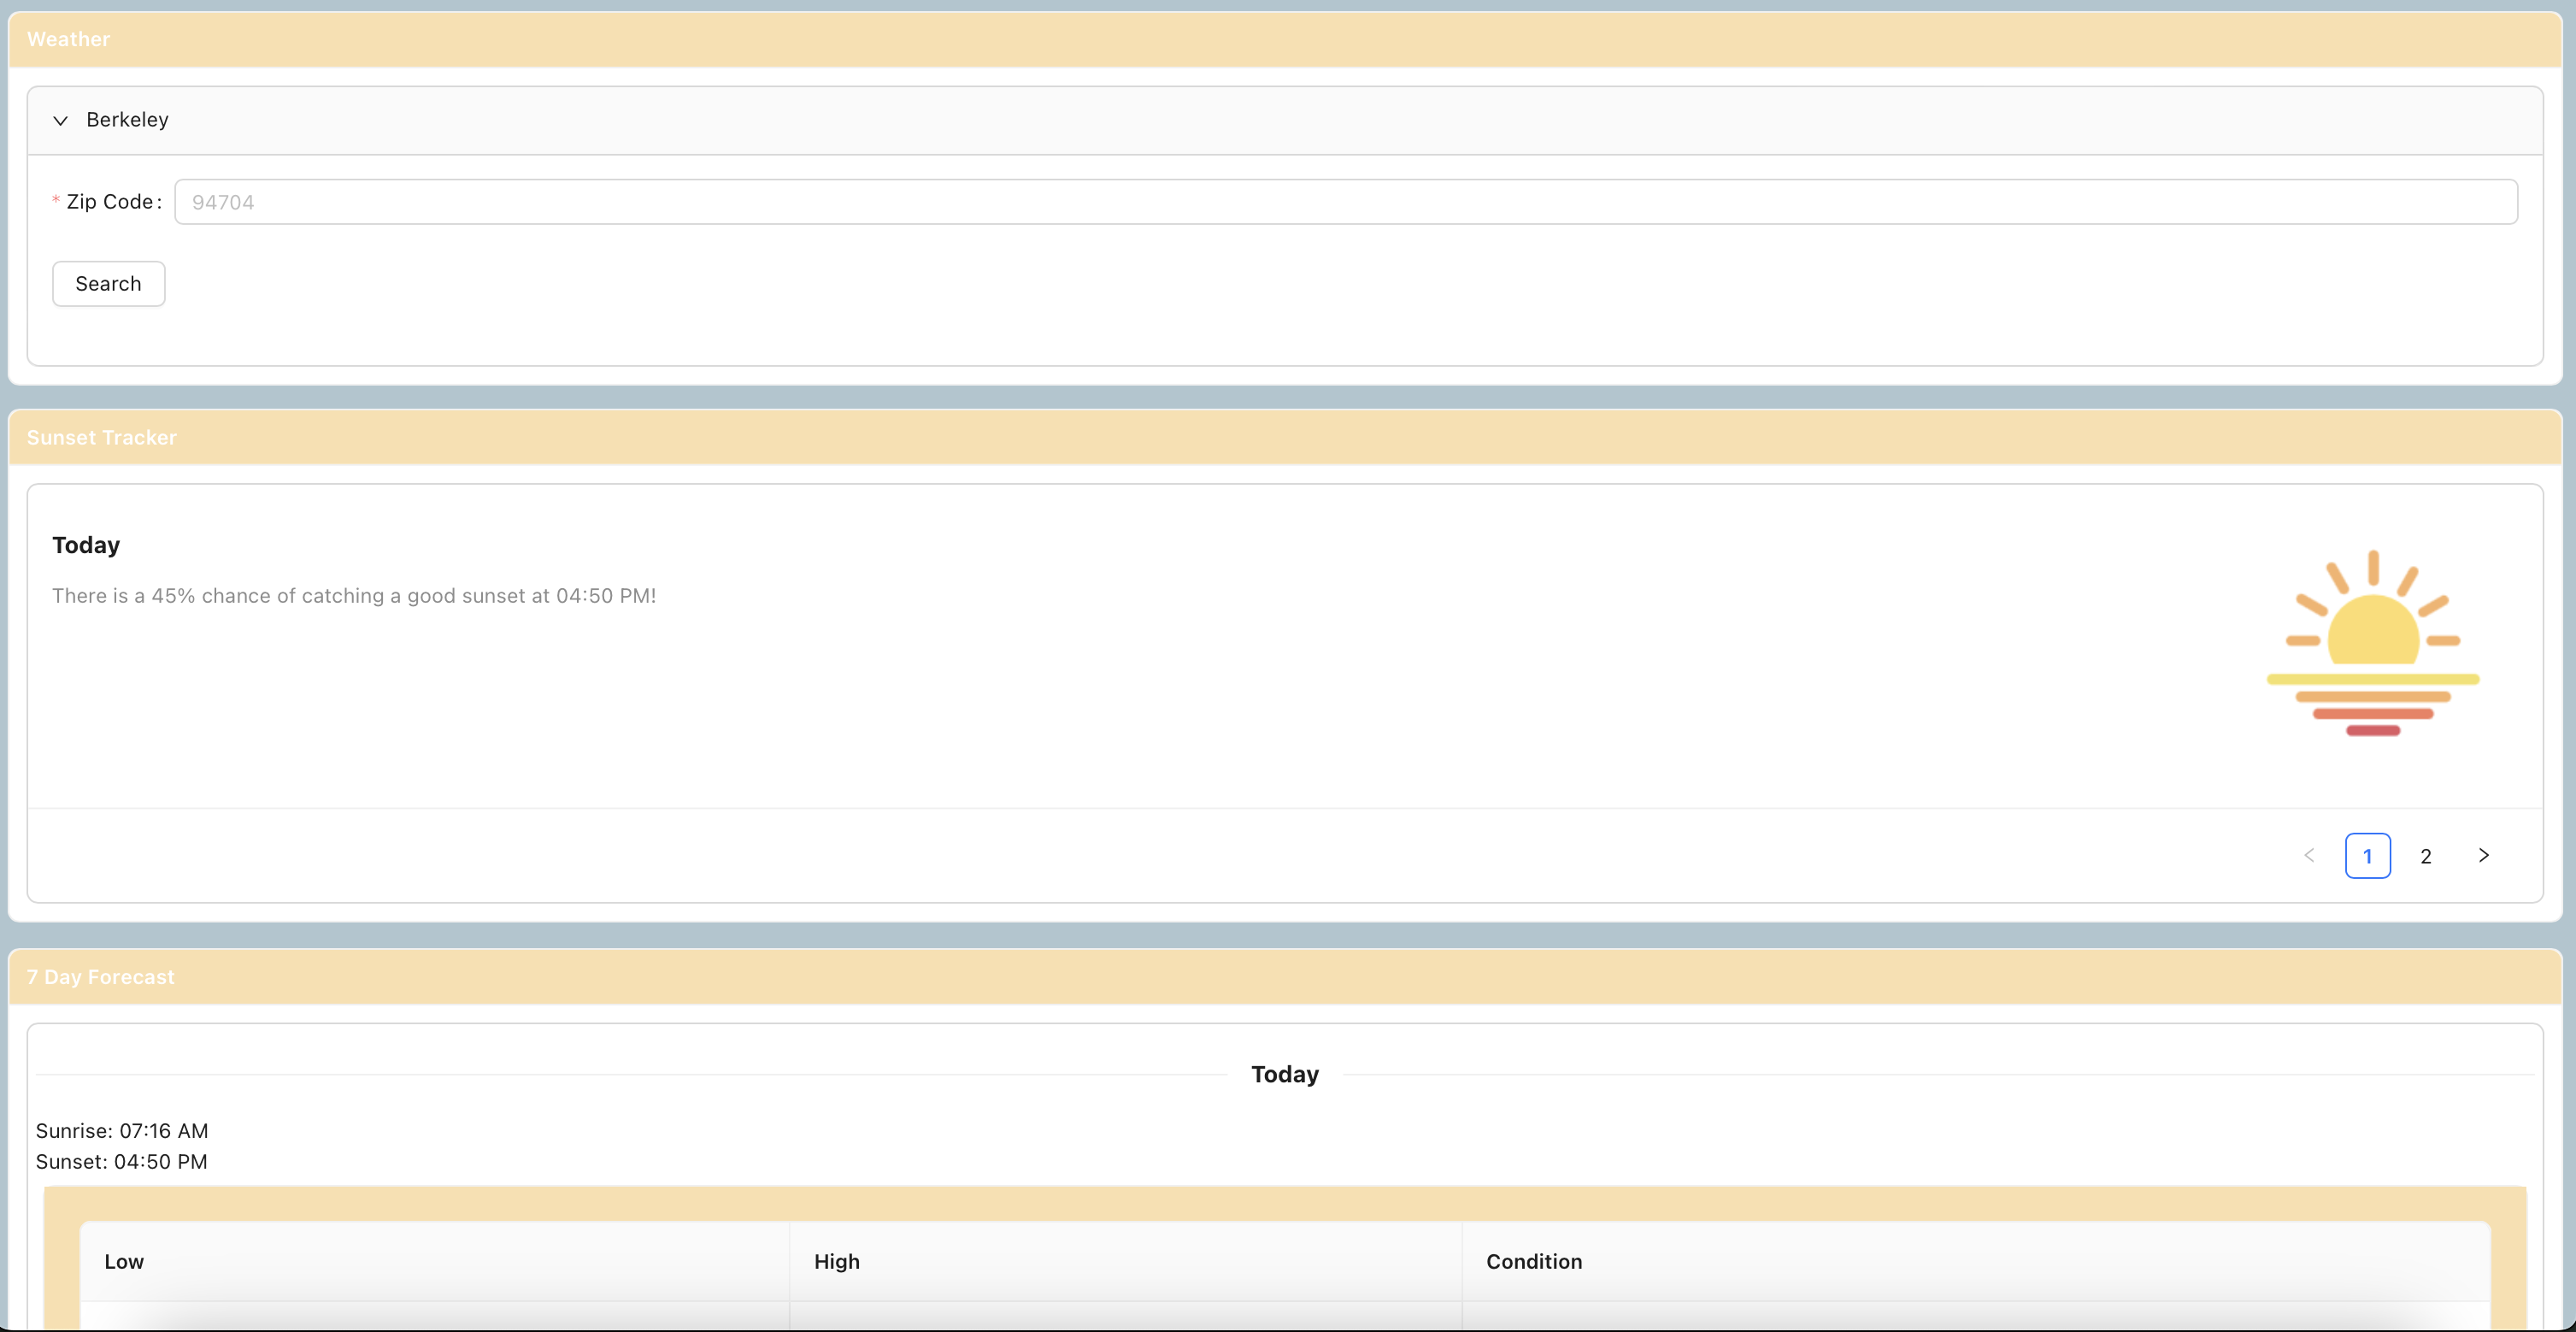 Weather
Berkeley
* Zip Code: 94704
Search
Sunset Tracker
Today
There is a 45% chance of catching a good sunset at 04:50 PM!
< 1 2 >
7 Day Forecast
Today
Sunrise: 07:16 AM
Sunset: 04:50 PM
Low High Condition